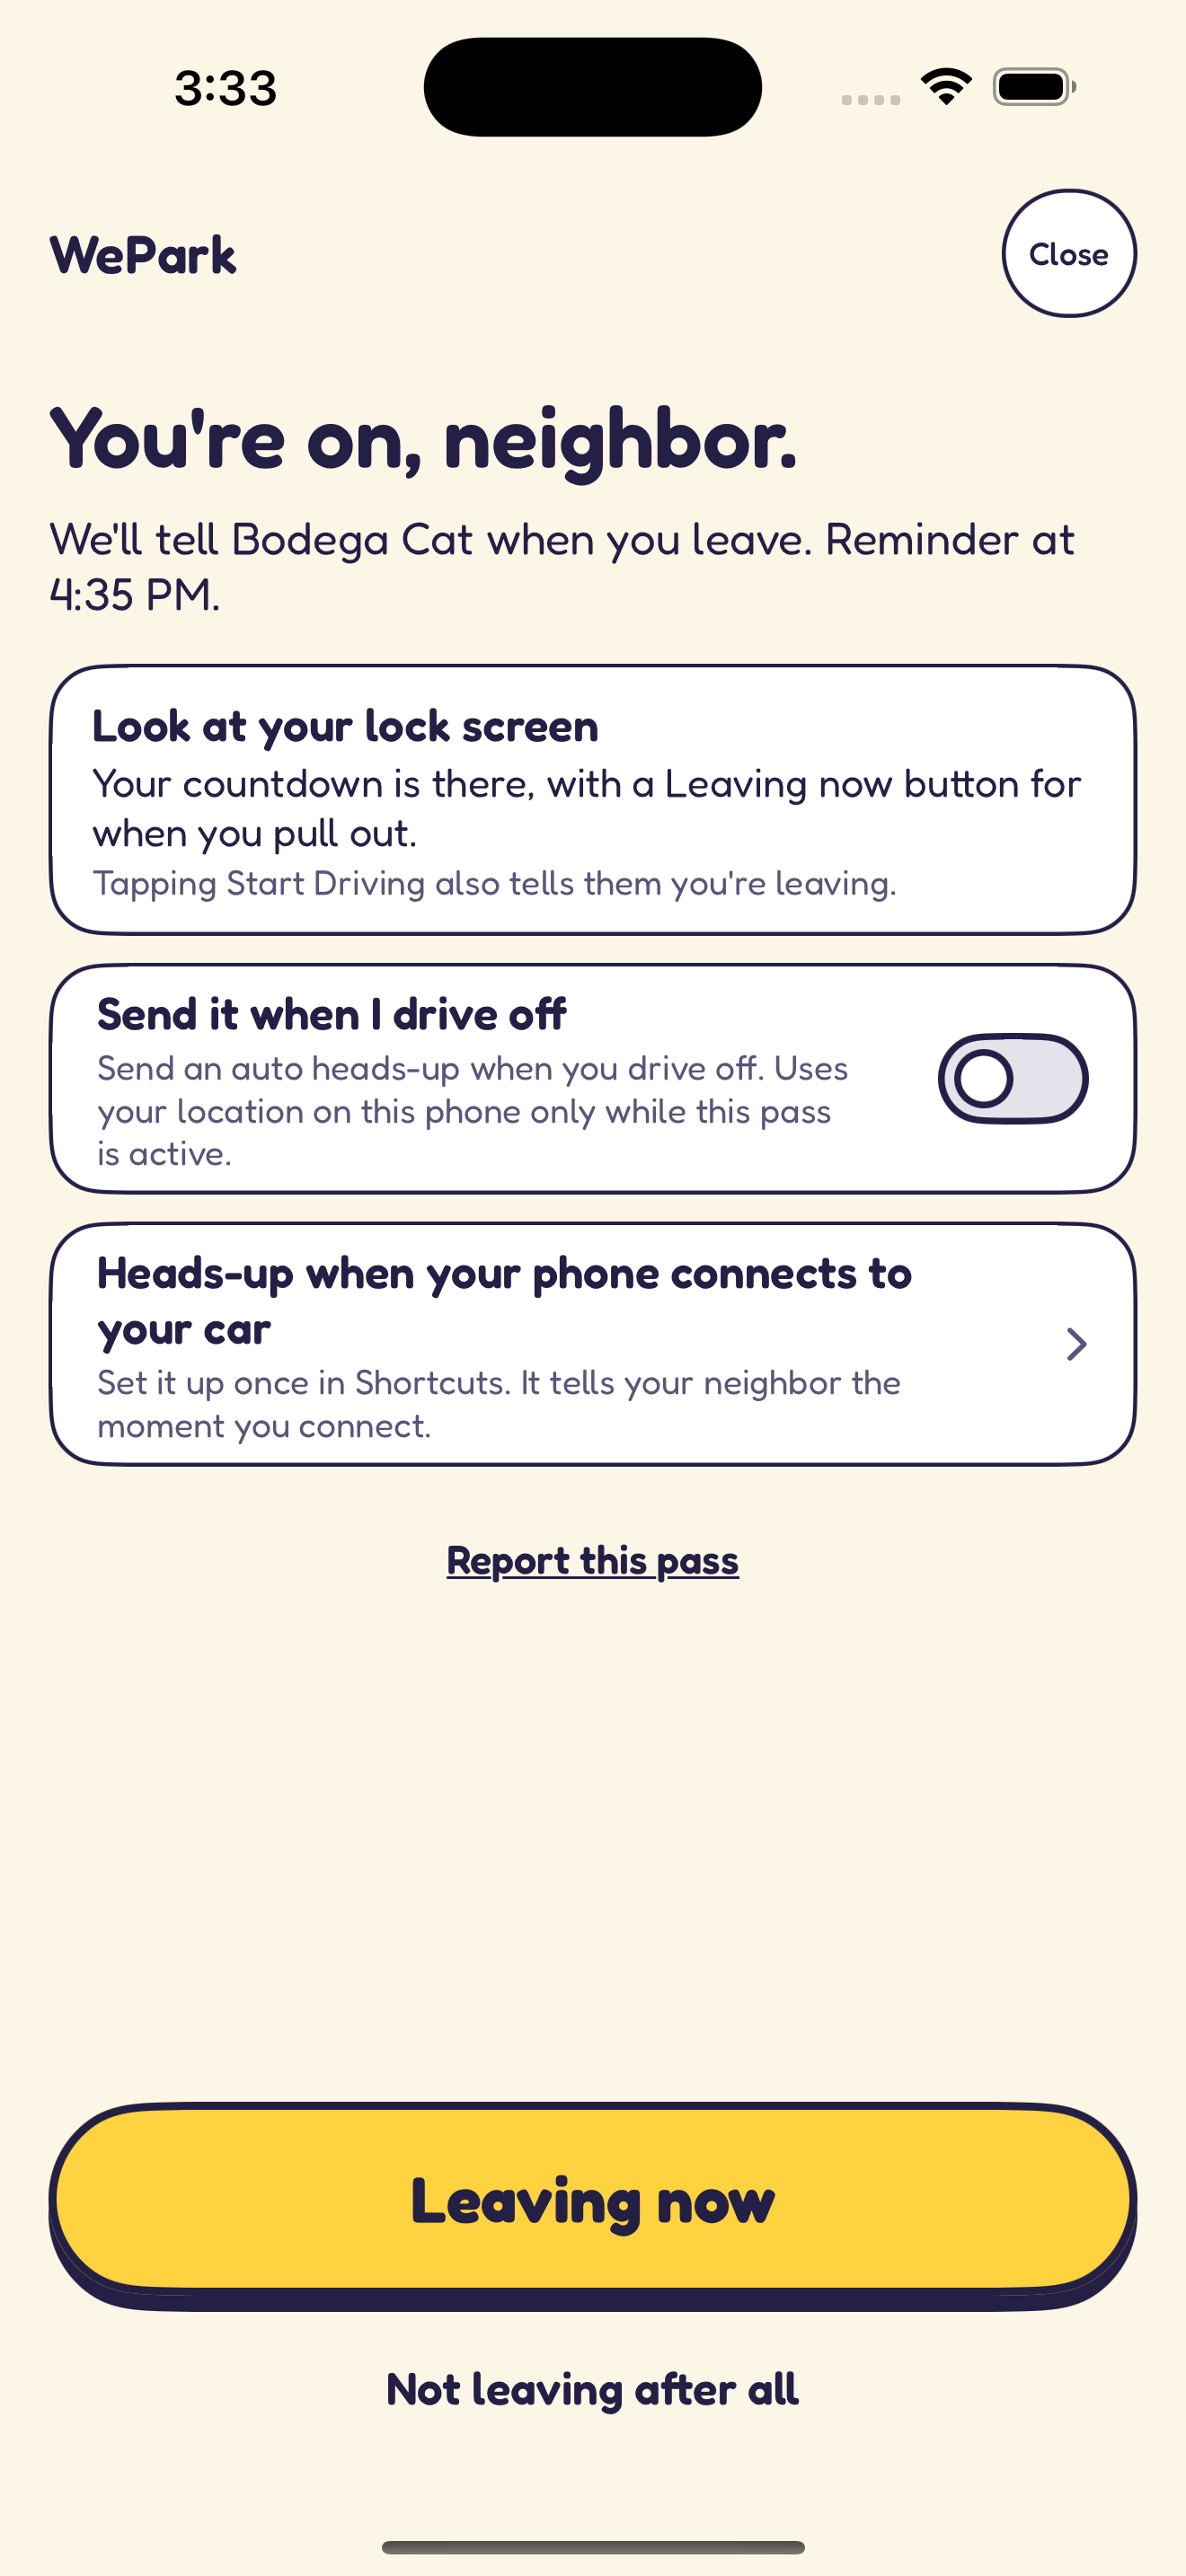 3:33
WePark
Close
You're on, neighbor.
We'll tell Bodega Cat when you leave. Reminder at
4:35 PM.
Look at your lock screen
Your countdown is there, with a Leaving now button for
when you pull out.
Tapping Start Driving also tells them you're leaving.
Send it when I drive off
Send an auto heads-up when you drive off. Uses
your location on this phone only while this pass
is active.
Heads-up when your phone connects to
your car
Set it up once in Shortcuts. It tells your neighbor the
moment you connect.
Report this pass
Leaving now
Not leaving after all